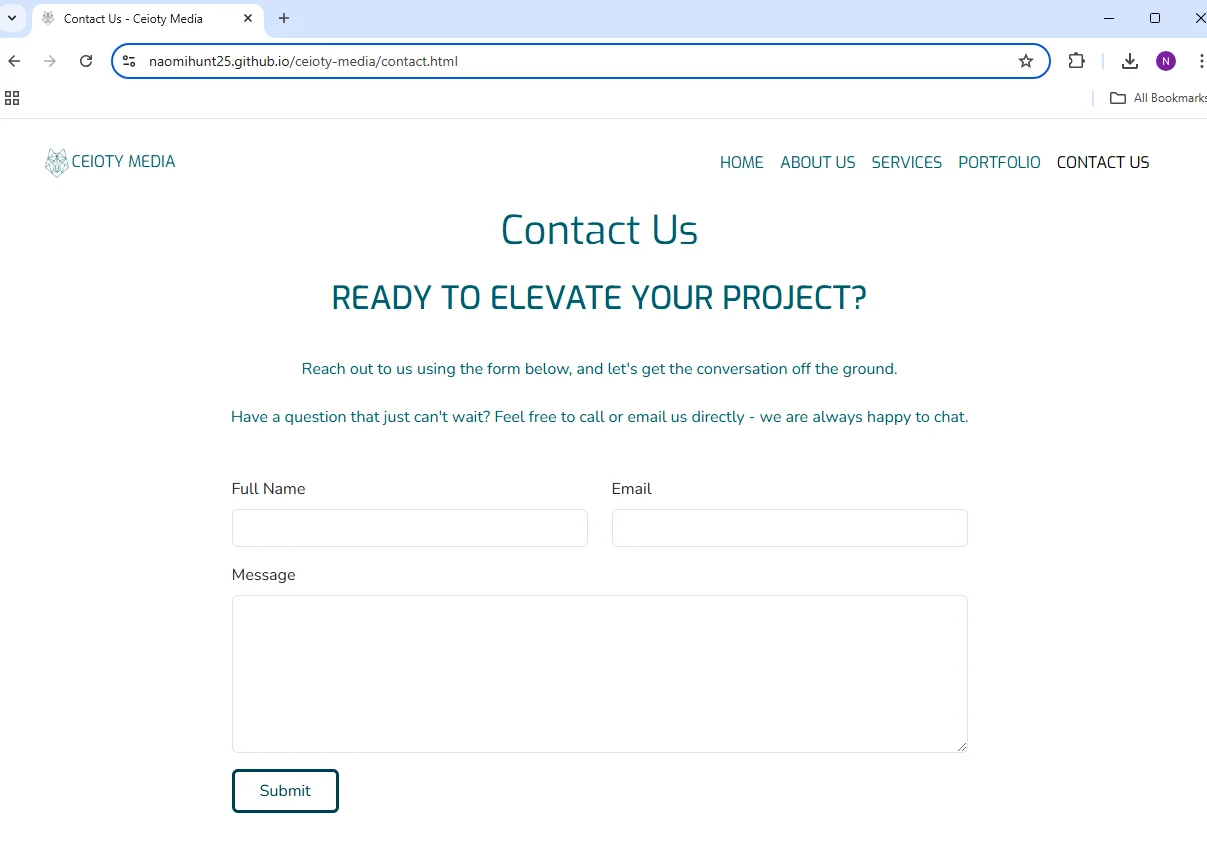 Contact Us - Ceioty Media
naomihunt25.github.io/ceioty-media/contact.html
N
All Bookmarks
CEIOTY MEDIA
HOME ABOUT US SERVICES PORTFOLIO CONTACT US
Contact Us
READY TO ELEVATE YOUR PROJECT?
Reach out to us using the form below, and let's get the conversation off the ground.
Have a question that just can't wait? Feel free to call or email us directly - we are always happy to chat.
Full Name Email
Message
Submit